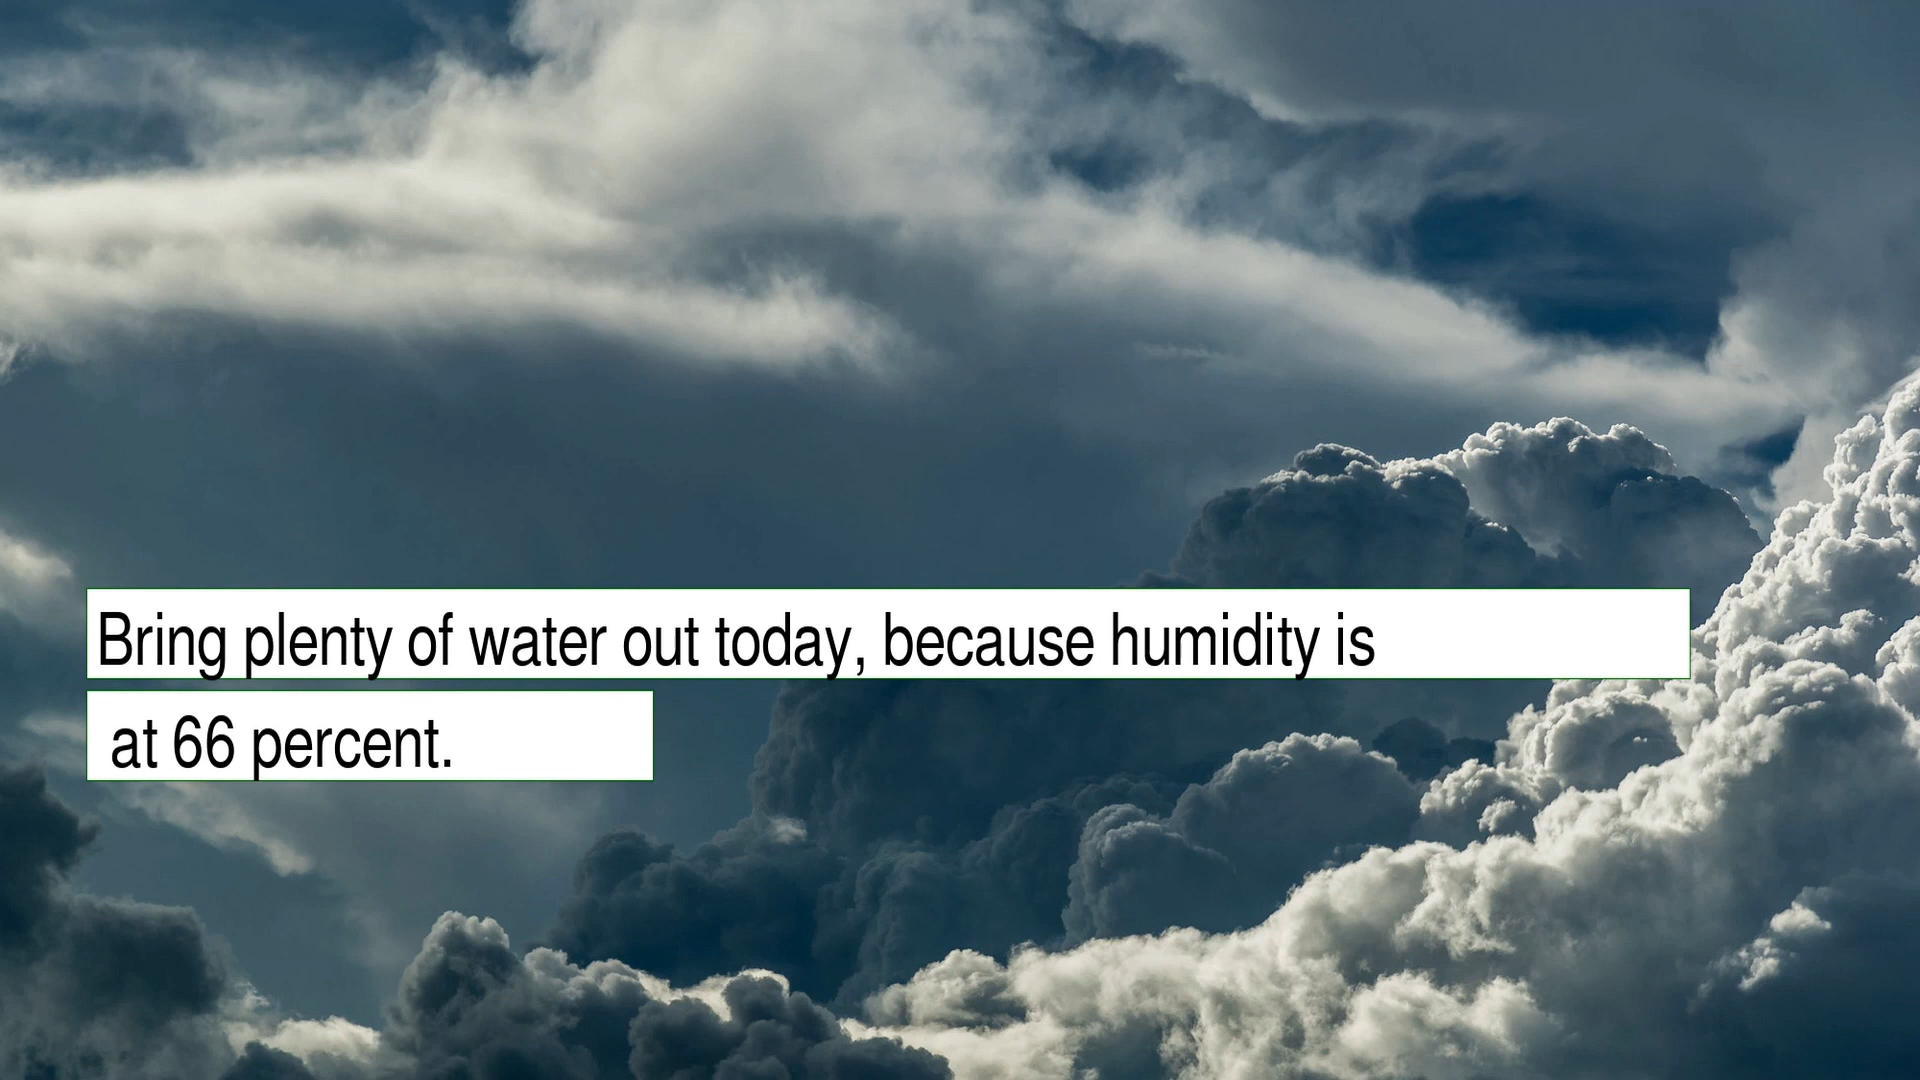 Bring plenty of water out today, because humidity is
at 66 percent.